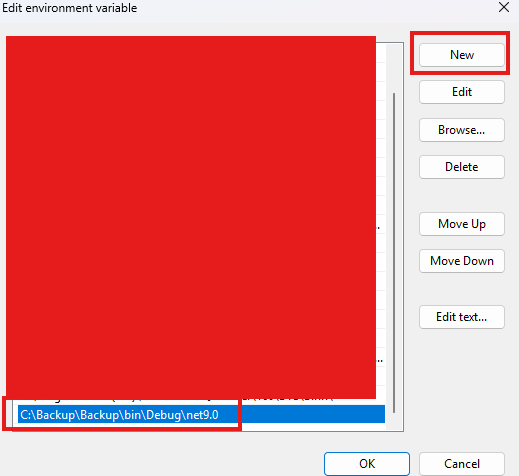 Edit environment variable
New
Edit
Browse...
Delete
Move Up
Move Down
Edit text...
C:\Backup\Backup\bin\Debug\net9.0
OK
Cancel